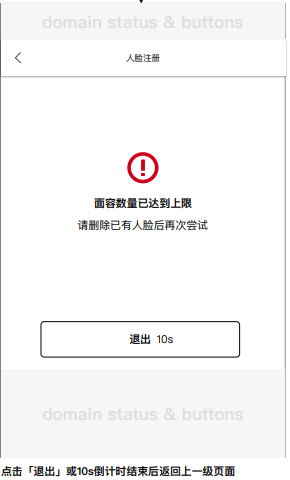 domain status & buttons
人脸注册
面容数量已达到上限
请删除已有人脸后再次尝试
退出 10s
domain status & buttons
点击「退出」或10s倒计时结束后返回上一级页面